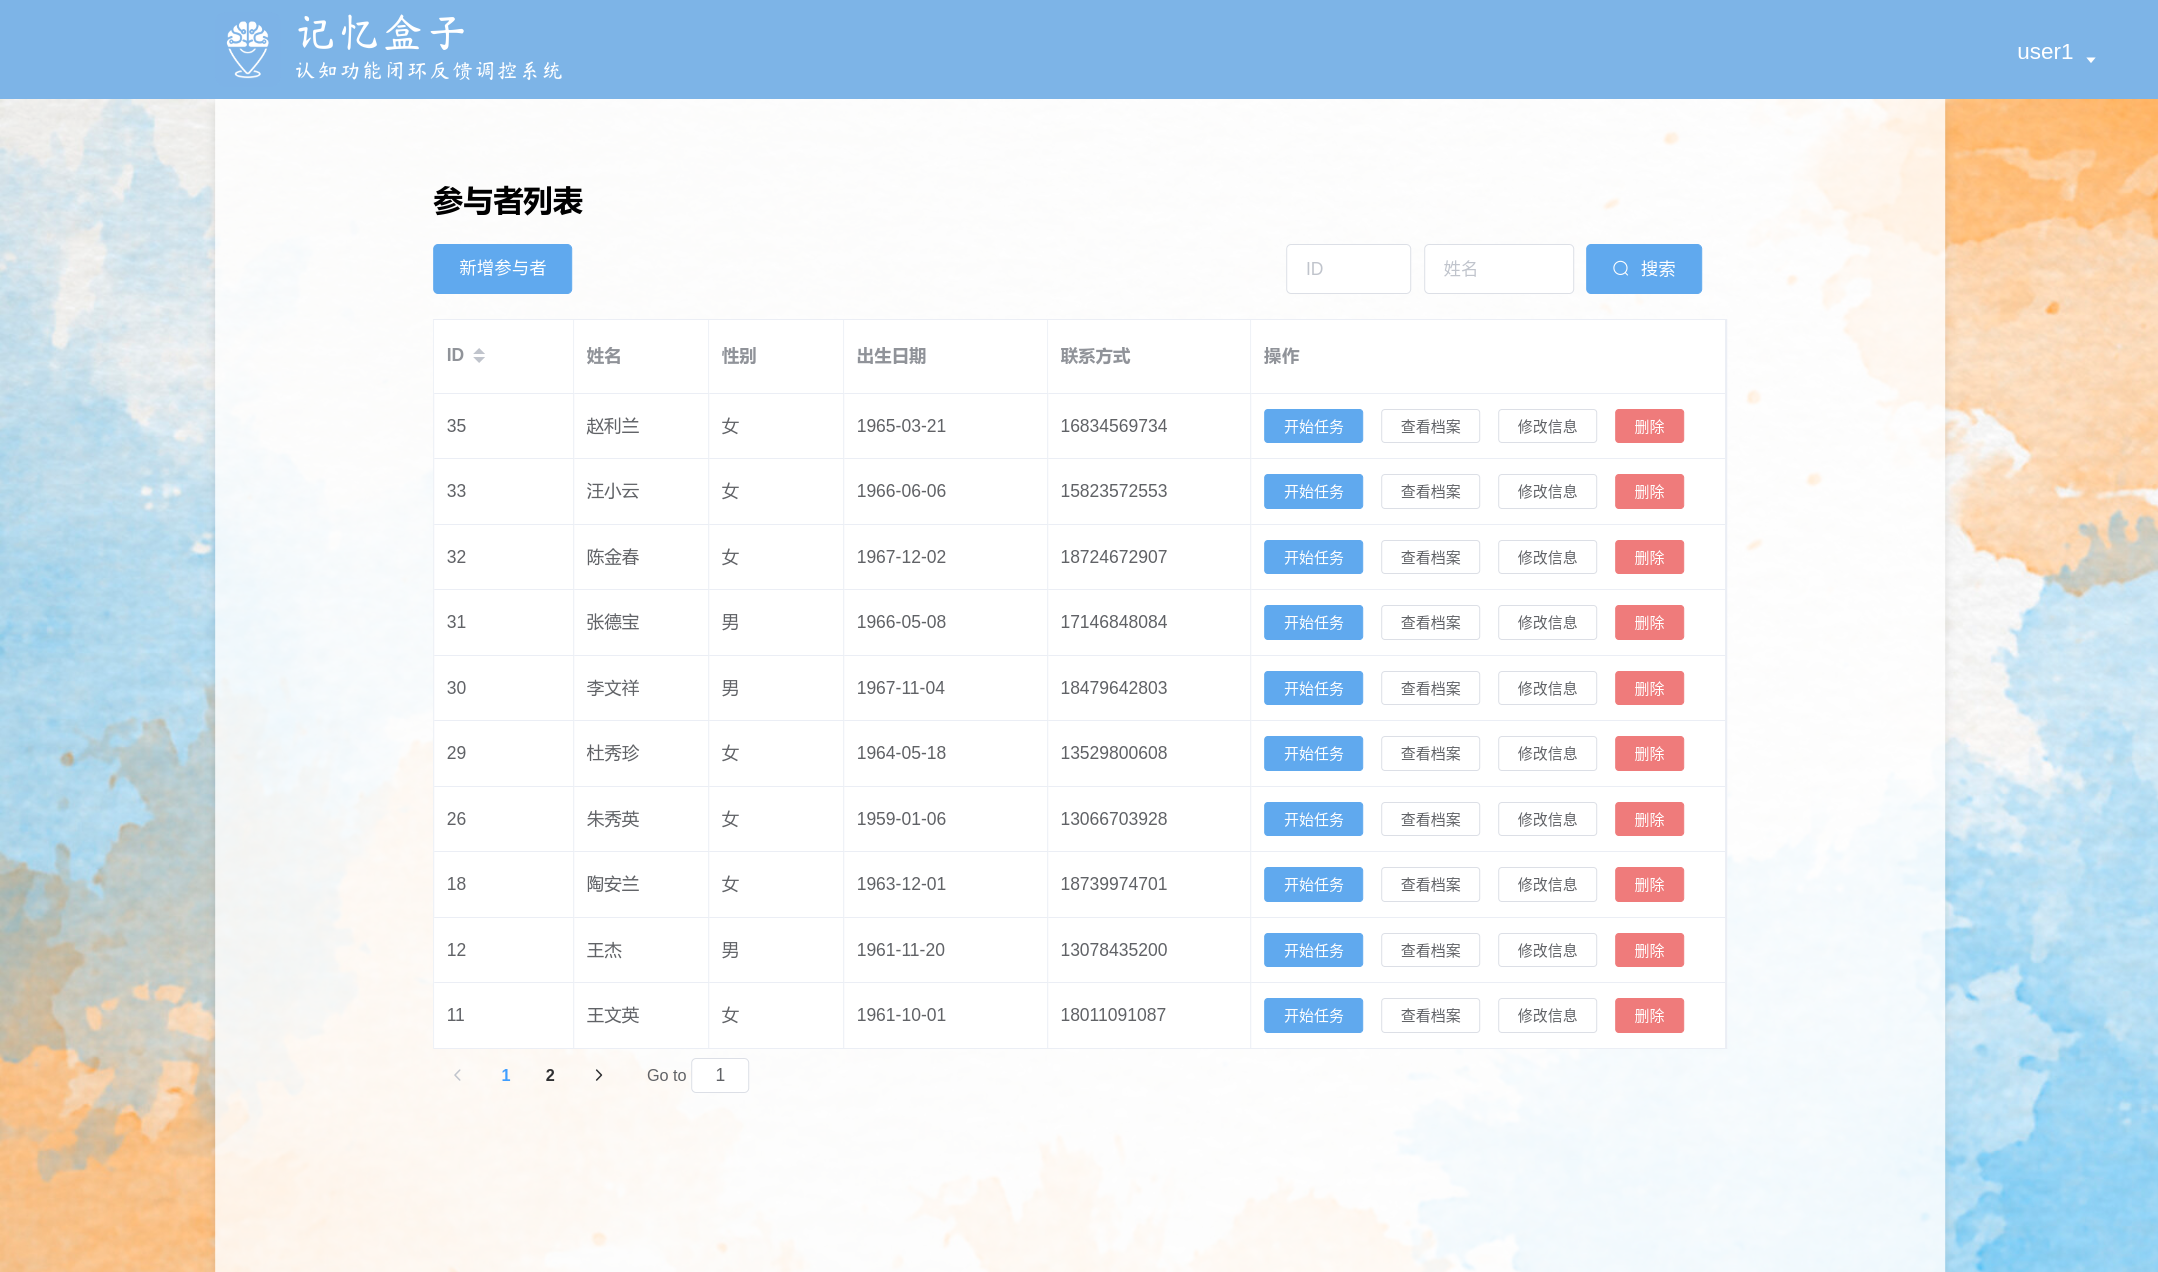 记忆盒子
认知功能闭环反馈调控系统
user1
参与者列表
新增参与者 ID 姓名 搜索
ID 姓名 性别 出生日期 联系方式 操作
35 赵利兰 女 1965-03-21 16834569734 开始任务 查看档案 修改信息 删除
33 汪小云 女 1966-06-06 15823572553 开始任务 查看档案 修改信息 删除
32 陈金春 女 1967-12-02 18724672907 开始任务 查看档案 修改信息 删除
31 张德宝 男 1966-05-08 17146848084 开始任务 查看档案 修改信息 删除
30 李文祥 男 1967-11-04 18479642803 开始任务 查看档案 修改信息 删除
29 杜秀珍 女 1964-05-18 13529800608 开始任务 查看档案 修改信息 删除
26 朱秀英 女 1959-01-06 13066703928 开始任务 查看档案 修改信息 删除
18 陶安兰 女 1963-12-01 18739974701 开始任务 查看档案 修改信息 删除
12 王杰 男 1961-11-20 13078435200 开始任务 查看档案 修改信息 删除
11 王文英 女 1961-10-01 18011091087 开始任务 查看档案 修改信息 删除
1 2 Go to 1